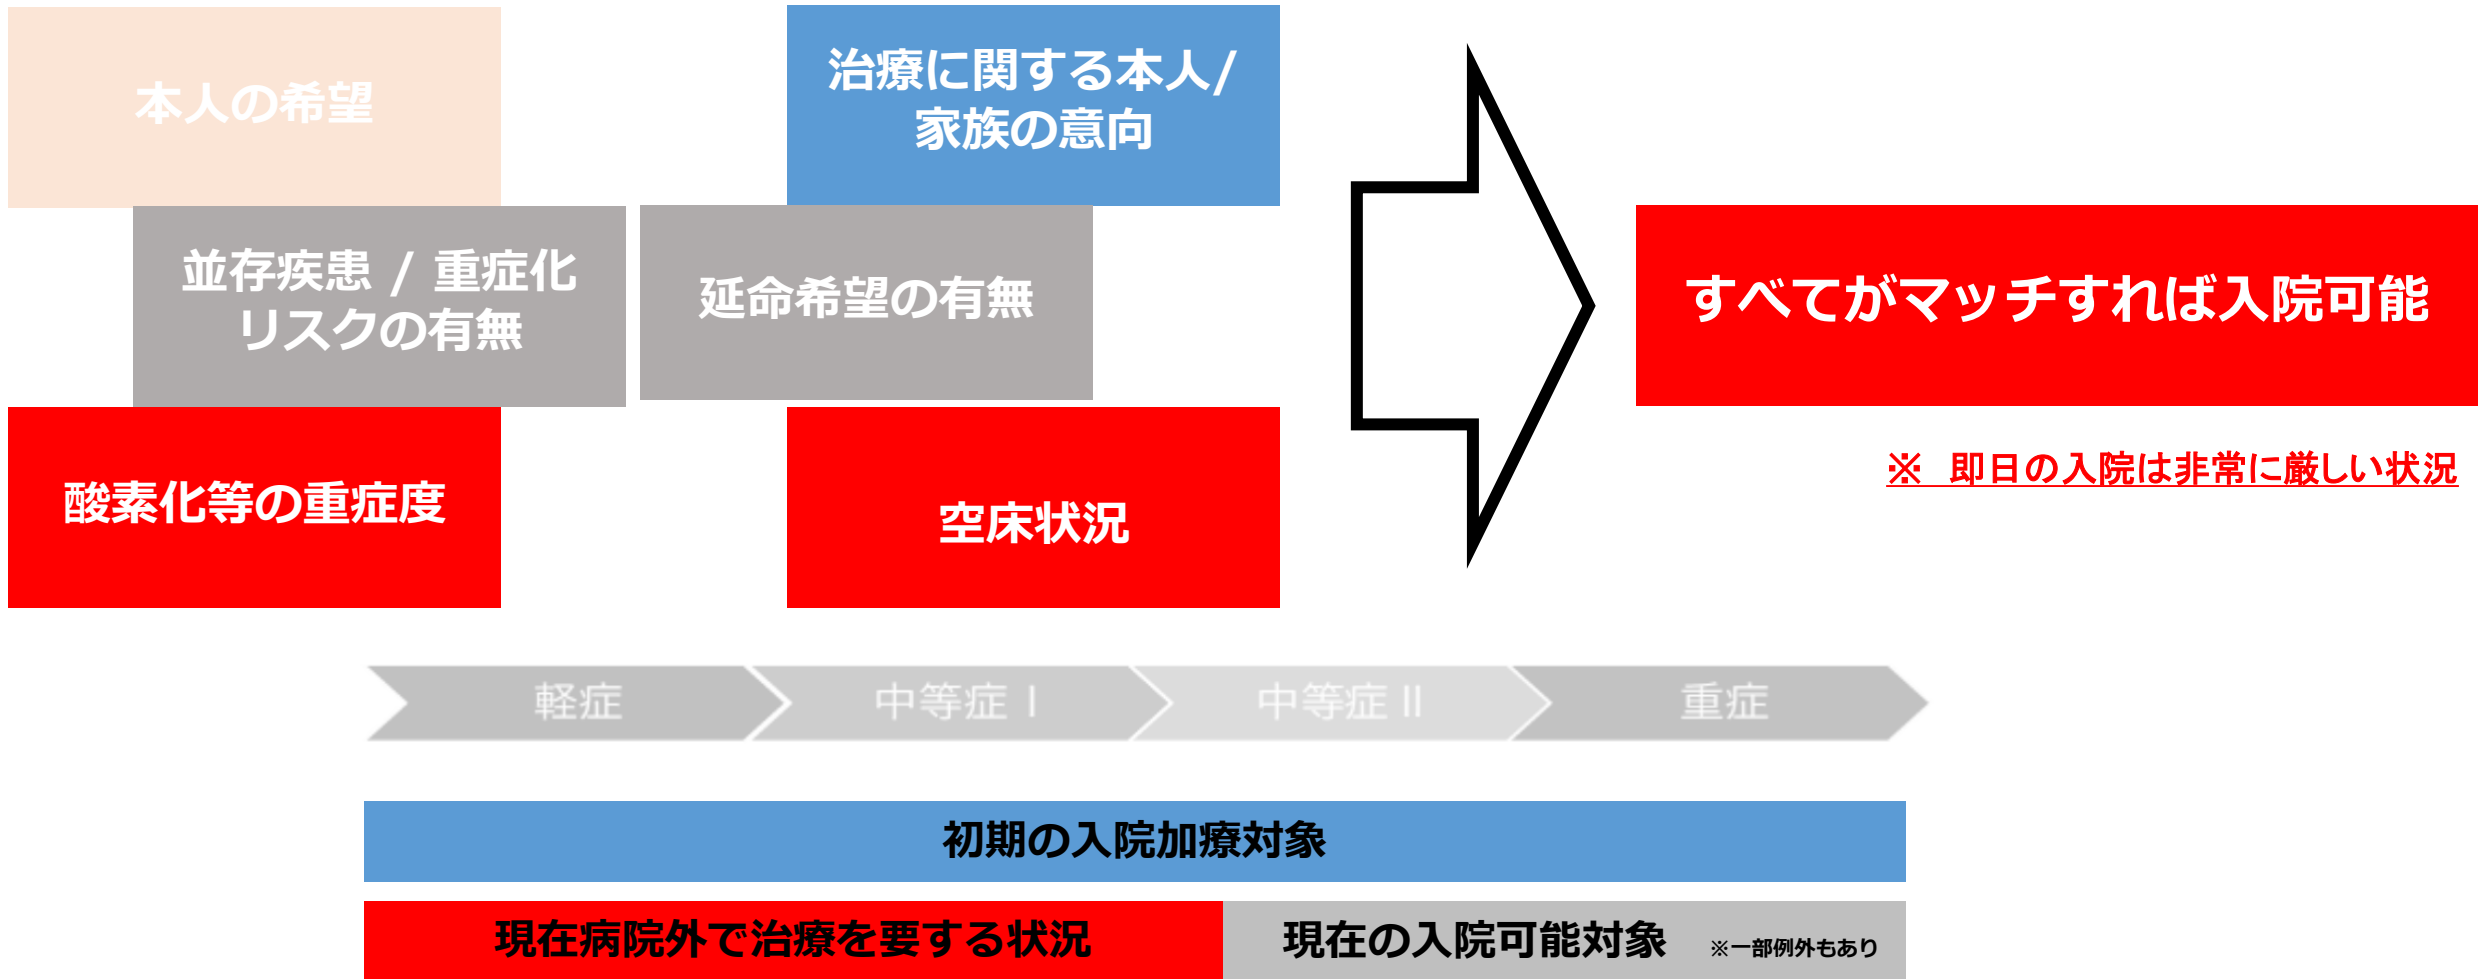 本人の希望
治療に関する本人/
家族の意向
並存疾患 / 重症化
リスクの有無
延命希望の有無
すべてがマッチすれば入院可能
酸素化等の重症度
空床状況
※ 即日の入院は非常に厳しい状況
軽症
中等症Ⅰ
中等症Ⅱ
重症
初期の入院加療対象
現在病院外で治療を要する状況
現在の入院可能対象 ※一部例外もあり